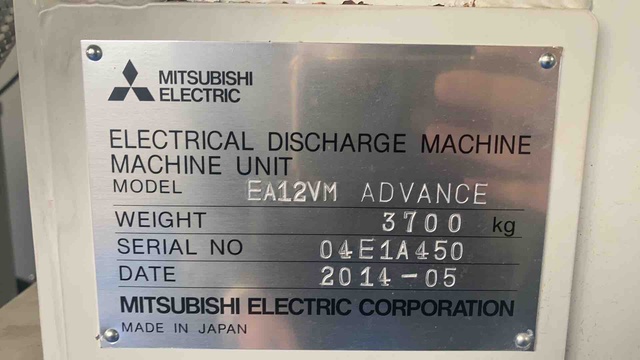 MITSUBISHI
ELECTRIC
ELECTRICAL DISCHARGE MACHINE
MACHINE UNIT
MODEL EA12VM ADVANCE
WEIGHT 3700 kg
SERIAL NO 04E1A450
DATE 2014-05
MITSUBISHI ELECTRIC CORPORATION
MADE IN JAPAN